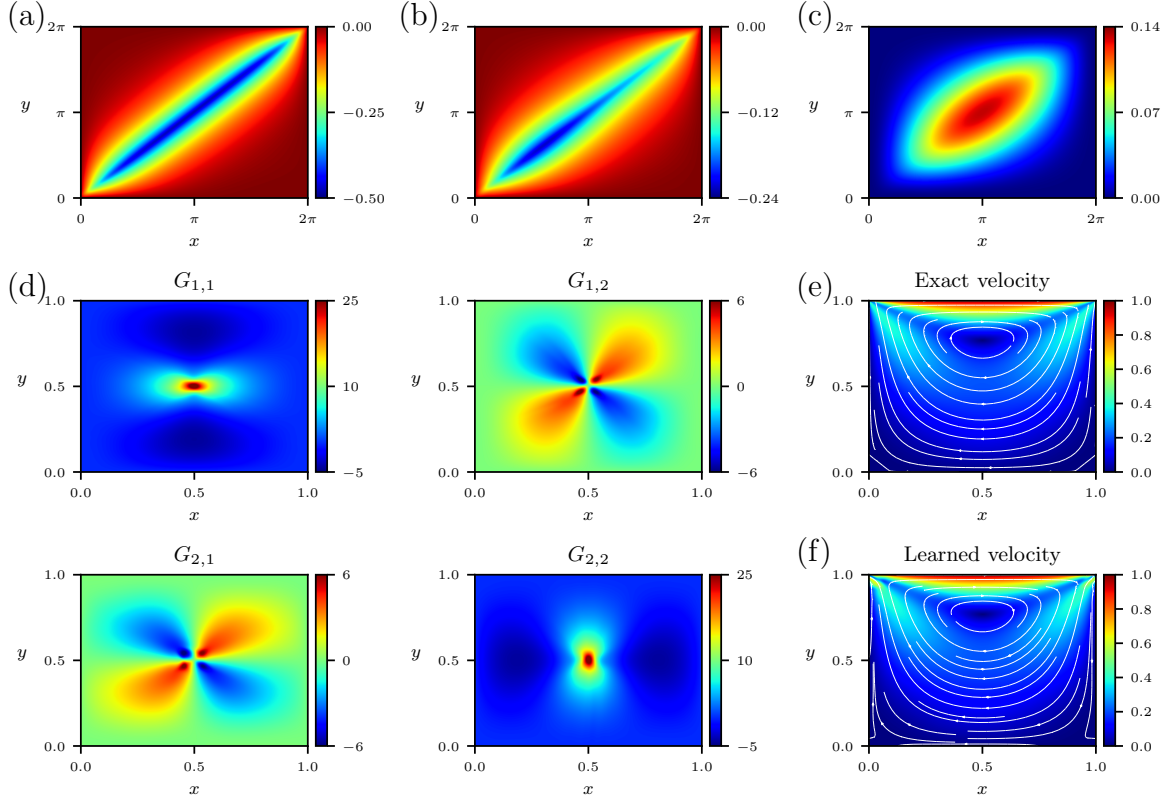 (a)
2π
y
π
0
0
π
2π
x
0.00
−0.25
−0.50
(b)
2π
y
π
0
0
π
2π
x
0.00
−0.12
−0.24
(c)
2π
y
π
0
0
π
2π
x
0.14
0.07
0.00
(d)
G1,1
1.0
y
0.5
0.0
0.0
0.5
1.0
x
25
10
−5
G1,2
1.0
y
0.5
0.0
0.0
0.5
1.0
x
6
0
−6
(e)
Exact velocity
1.0
y
0.5
0.0
0.0
0.5
1.0
x
1.0
0.8
0.6
0.4
0.2
0.0
G2,1
1.0
y
0.5
0.0
0.0
0.5
1.0
x
6
0
−6
G2,2
1.0
y
0.5
0.0
0.0
0.5
1.0
x
25
10
−5
(f)
Learned velocity
1.0
y
0.5
0.0
0.0
0.5
1.0
x
1.0
0.8
0.6
0.4
0.2
0.0